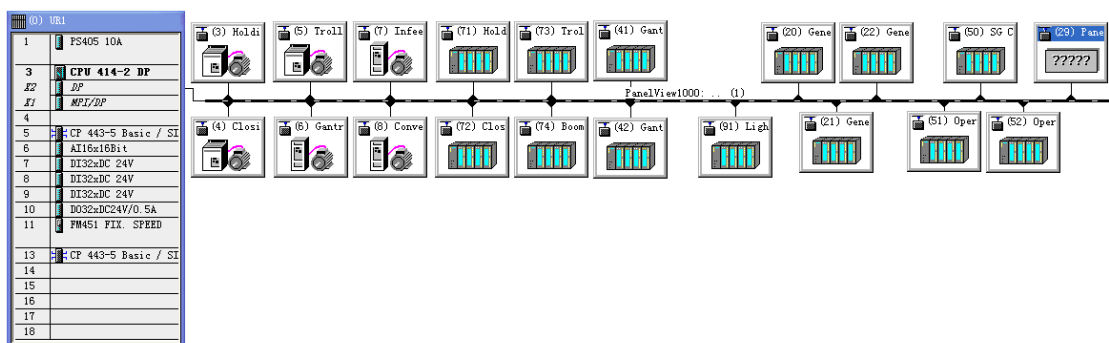 (0) UR1
1 PS405 10A
3 CPU 414-2 DP
X2 DP
X1 MPI/DP
4
5 CP 443-5 Basic / SI
6 AI16x16Bit
7 DI32xDC 24V
8 DI32xDC 24V
9 DI32xDC 24V
10 DO32xDC24V/0.5A
11 FM451 FIX. SPEED
13 CP 443-5 Basic / SI
14
15
16
17
18
(3) Holdi
(5) Troll
(7) Infee
(71) Hold
(73) Trol
(41) Gant
(20) Gene
(22) Gene
(50) SG C
(29) Pane
?????
PanelView1000: .. (1)
(4) Closi
(6) Gantr
(8) Conve
(72) Clos
(74) Boom
(42) Gant
(91) Ligh
(21) Gene
(51) Oper
(52) Oper